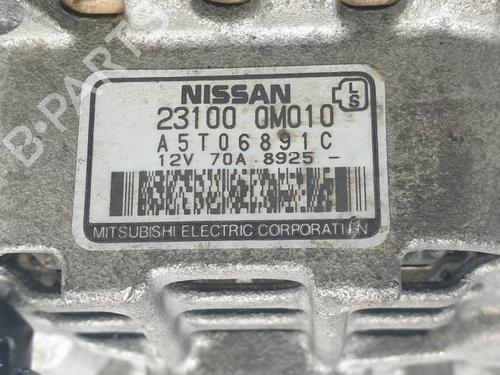 B-PARTS
NISSAN
L
S
23100 0M010
A5T06891C
12V 70A 8925 -
MITSUBISHI ELECTRIC CORPORATION